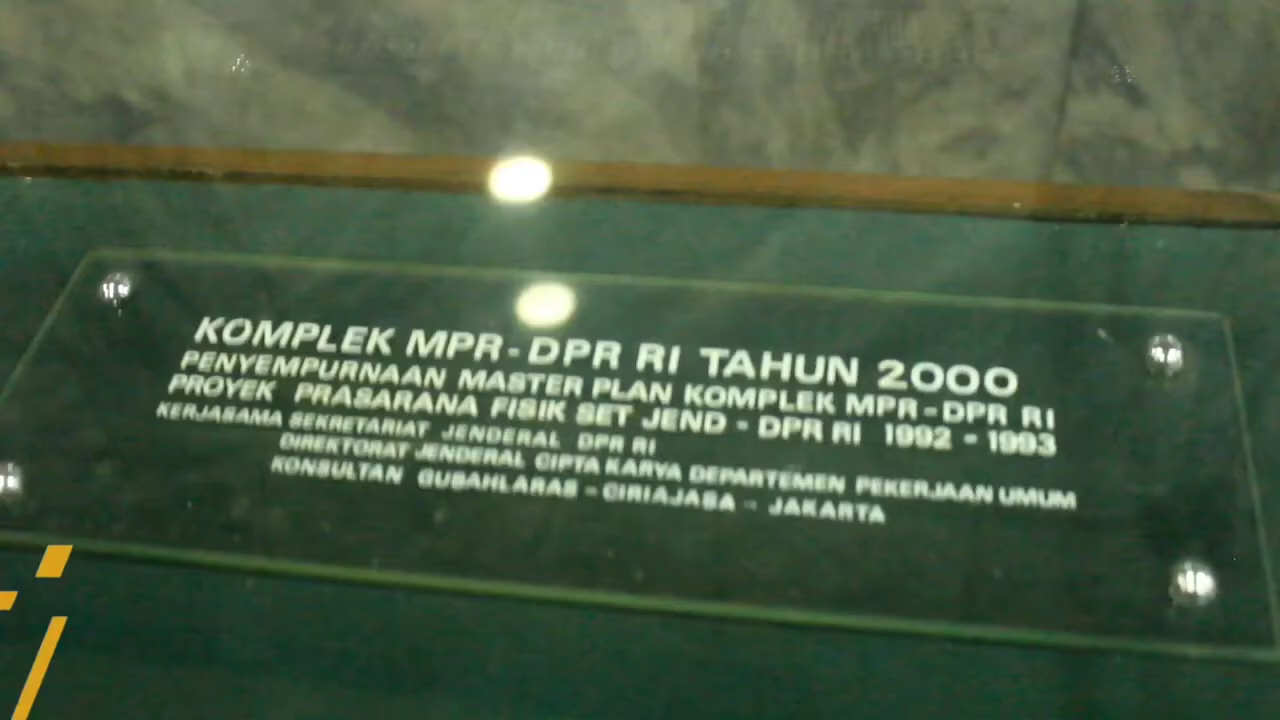 KOMPLEK MPR-DPR RI TAHUN 2000
PENYEMPURNAAN MASTER PLAN KOMPLEK MPR-DPR RI
PROYEK PRASARANA FISIK SET JEND - DPR RI 1992 - 1993
KERJASAMA SEKRETARIAT JENDERAL DPR RI
DIREKTORAT JENDERAL CIPTA KARYA DEPARTEMEN PEKERJAAN UMUM
KONSULTAN GUBAHLARAS - CIRIAJASA - JAKARTA